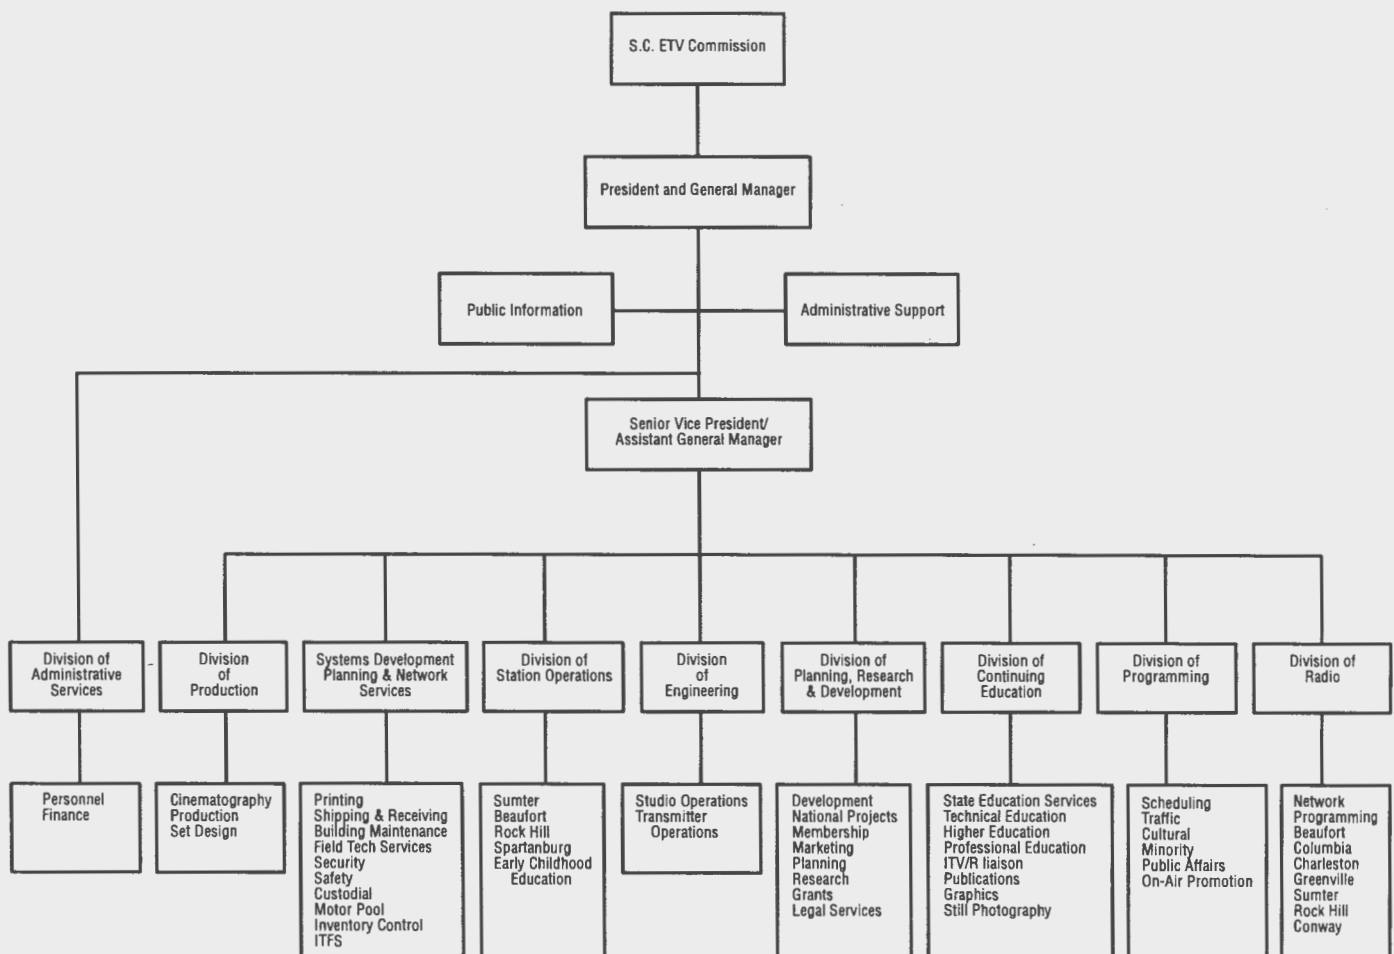 S.C. ETV Commission
President and General Manager
Public Information
Administrative Support
Senior Vice President/
Assistant General Manager
Division of
Administrative
Services
Division
of
Production
Systems Development
Planning & Network
Services
Division of
Station Operations
Division
of
Engineering
Division of
Planning, Research
& Development
Division of
Continuing
Education
Division of
Programming
Division of
Radio
Personnel
Finance
Cinematography
Production
Set Design
Printing
Shipping & Receiving
Building Maintenance
Field Tech Services
Security
Safety
Custodial
Motor Pool
Inventory Control
ITFS
Sumter
Beaufort
Rock Hill
Spartanburg
Early Childhood
Education
Studio Operations
Transmitter
Operations
Development
National Projects
Membership
Marketing
Planning
Research
Grants
Legal Services
State Education Services
Technical Education
Higher Education
Professional Education
ITV/R liaison
Publications
Graphics
Still Photography
Scheduling
Traffic
Cultural
Minority
Public Affairs
On-Air Promotion
Network
Programming
Beaufort
Columbia
Charleston
Greenville
Sumter
Rock Hill
Conway